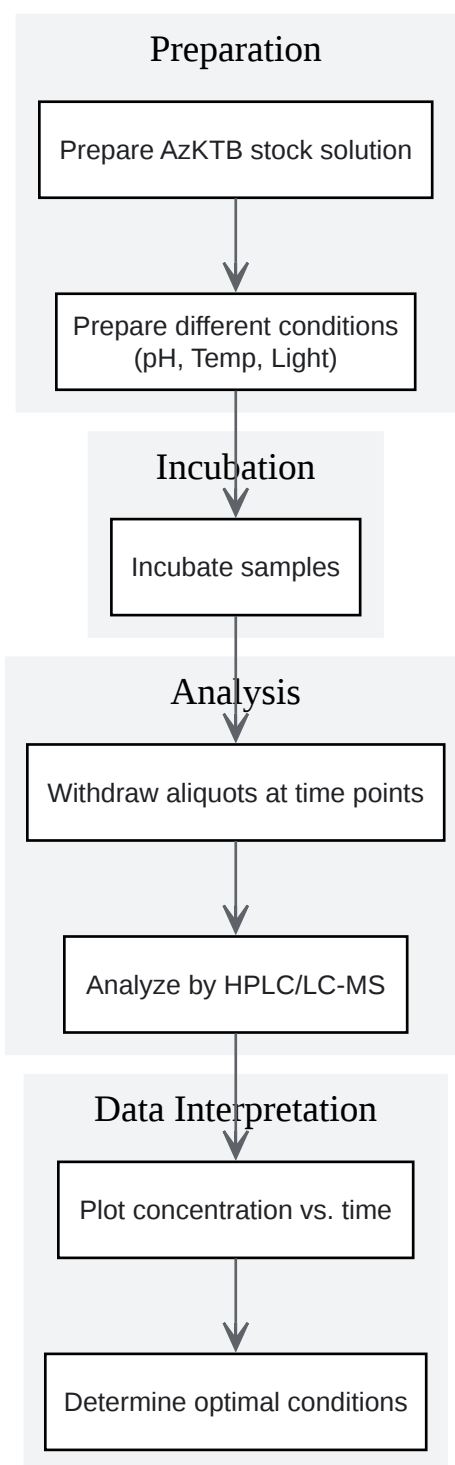 Preparation
Prepare AzKTB stock solution
Prepare different conditions
(pH, Temp, Light)
Incubation
Incubate samples
Analysis
Withdraw aliquots at time points
Analyze by HPLC/LC-MS
Data Interpretation
Plot concentration vs. time
Determine optimal conditions